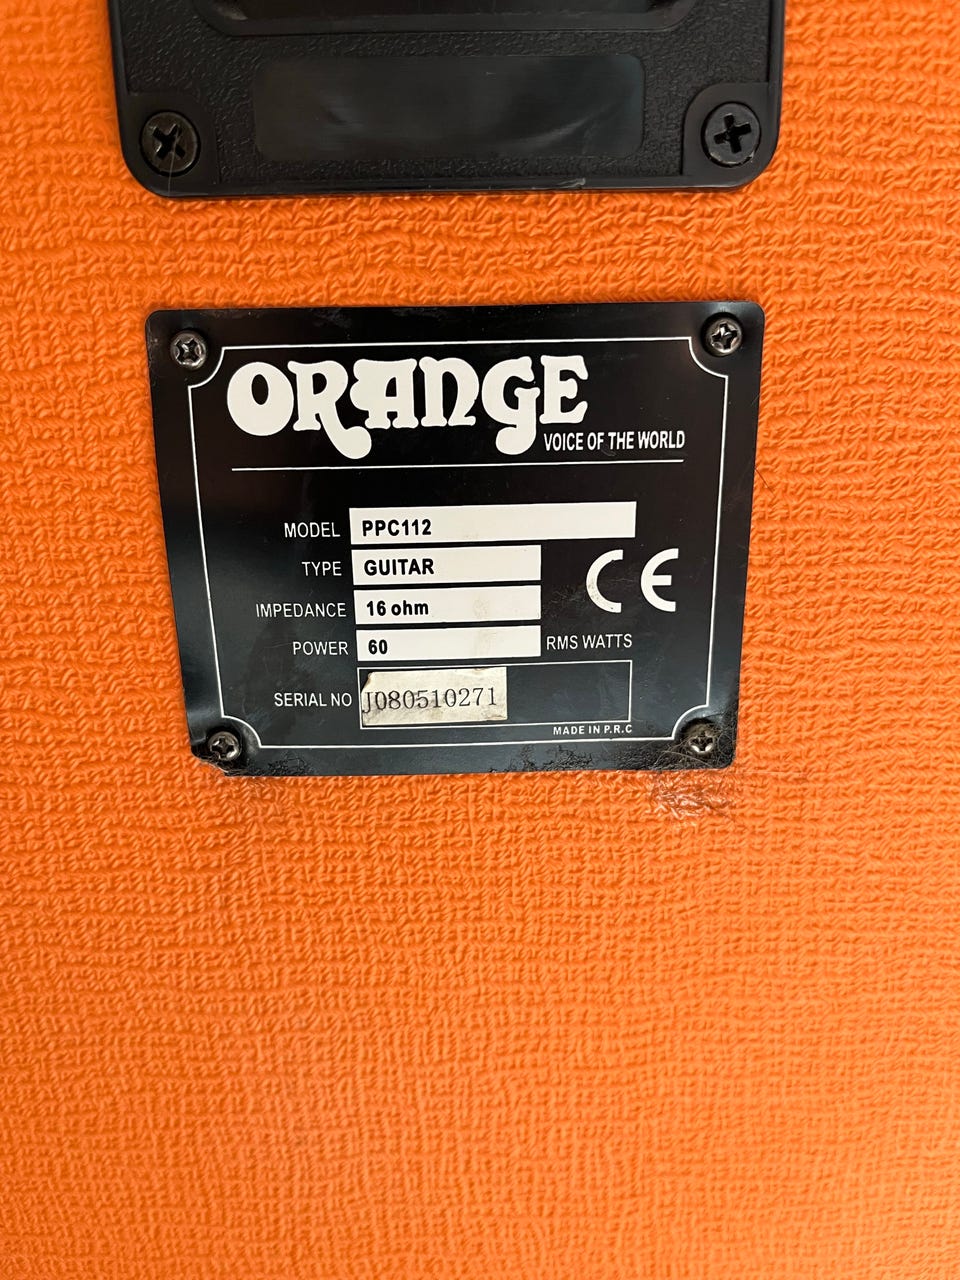 ORANGE
VOICE OF THE WORLD
MODEL PPC112
TYPE GUITAR
CE
IMPEDANCE 16 ohm
POWER 60 RMS WATTS
SERIAL NO J080510271
MADE IN P.R.C